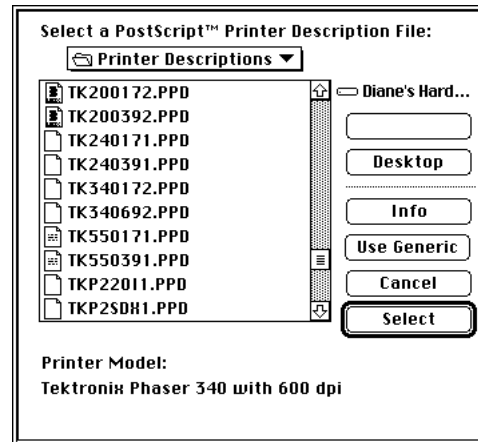 Select a PostScript™ Printer Description File:
Printer Descriptions
TK200172.PPD
TK200392.PPD
TK240171.PPD
TK240391.PPD
TK340172.PPD
TK340692.PPD
TK550171.PPD
TK550391.PPD
TKP220I1.PPD
TKP2SDX1.PPD
Diane's Hard...
Desktop
Info
Use Generic
Cancel
Select
Printer Model:
Tektronix Phaser 340 with 600 dpi